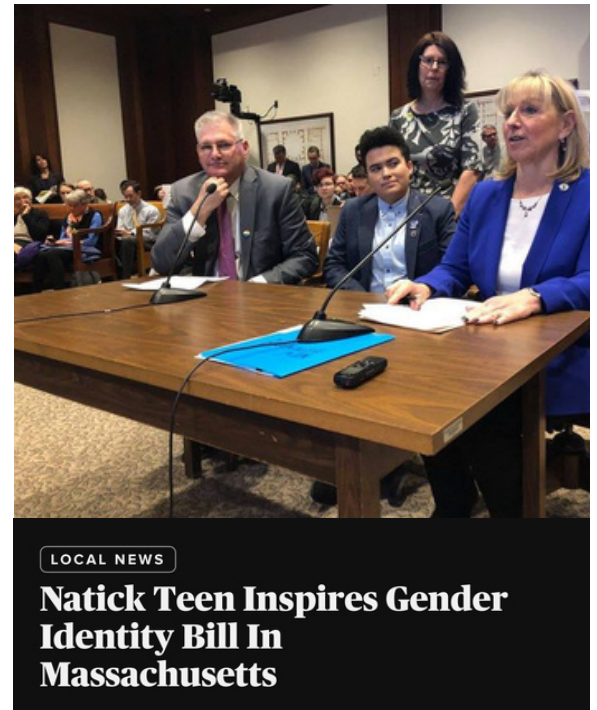 LOCAL NEWS
Natick Teen Inspires Gender
Identity Bill In
Massachusetts